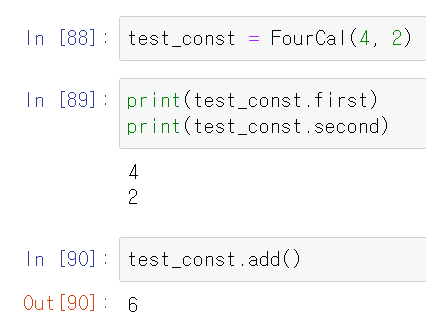 In [88]: test_const = FourCal(4, 2)
In [89]: print(test_const.first)
print(test_const.second)
4
2
In [90]: test_const.add()
Out[90]: 6